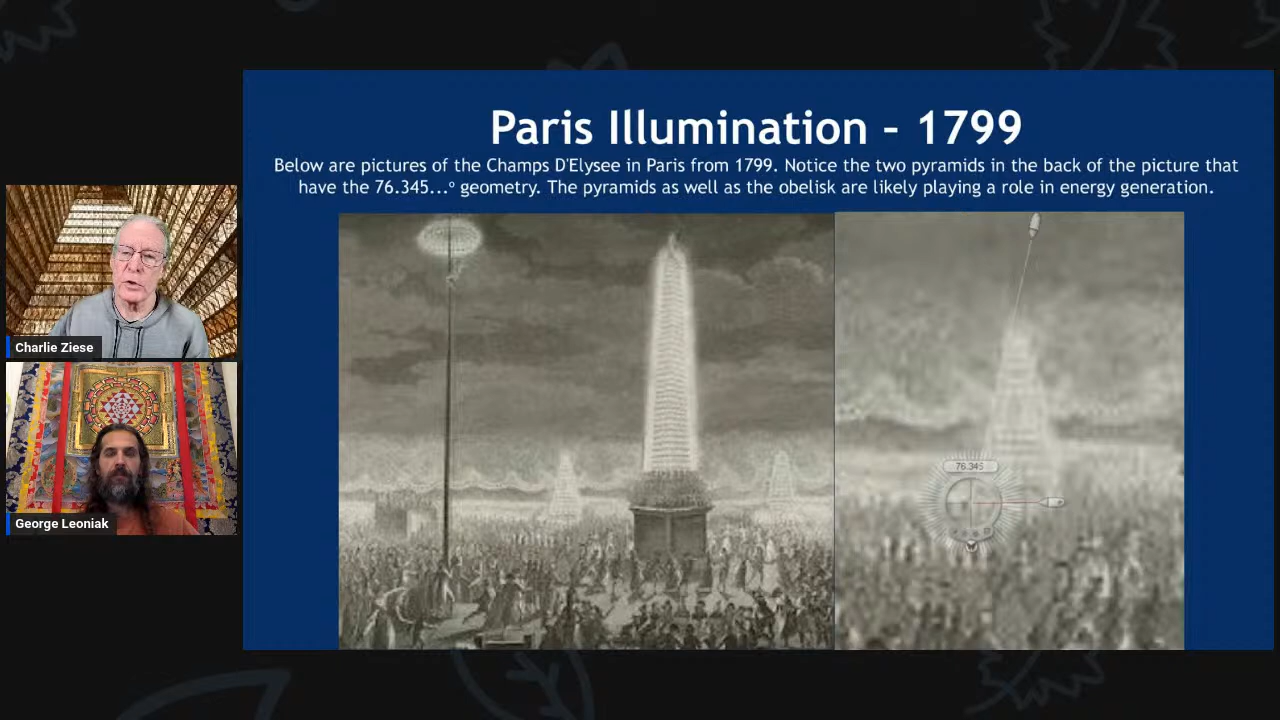 Paris Illumination – 1799
Below are pictures of the Champs D'Elysee in Paris from 1799. Notice the two pyramids in the back of the picture that
have the 76.345...º geometry. The pyramids as well as the obelisk are likely playing a role in energy generation.
76.345
Charlie Ziese
George Leoniak